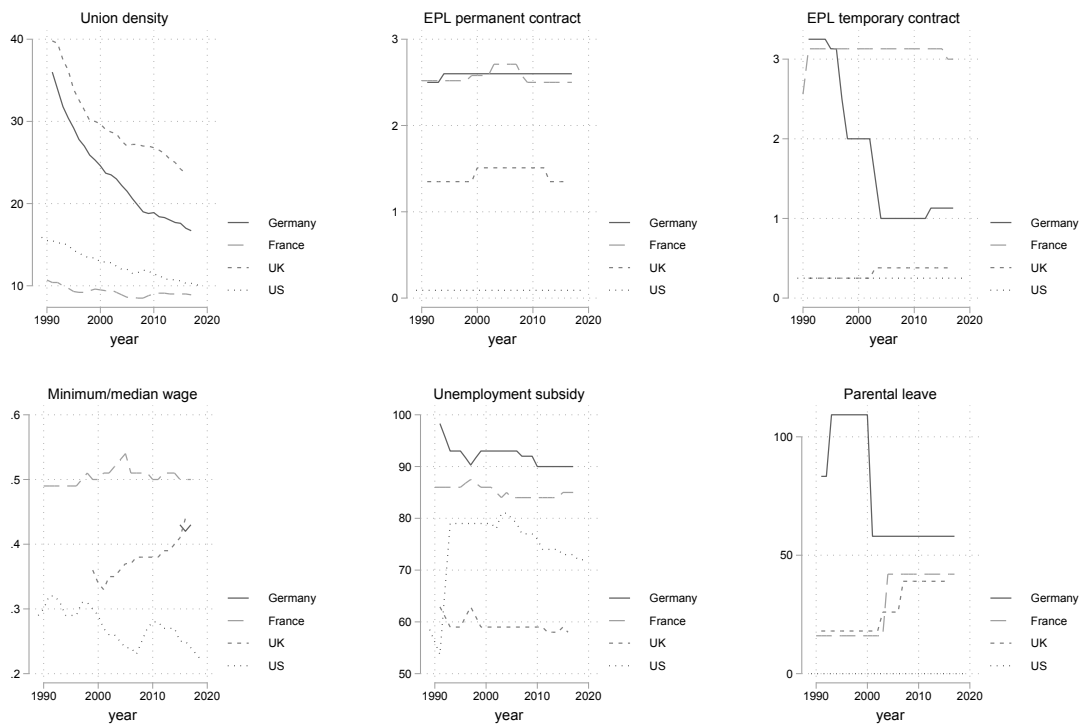 Union density
40
30
20
10
1990 2000 2010 2020
year
Germany
France
UK
US
EPL permanent contract
3
2
1
0
1990 2000 2010 2020
year
Germany
France
UK
US
EPL temporary contract
3
2
1
0
1990 2000 2010 2020
year
Germany
France
UK
US
Minimum/median wage
.6
.5
.4
.3
.2
1990 2000 2010 2020
year
Germany
France
UK
US
Unemployment subsidy
100
90
80
70
60
50
1990 2000 2010 2020
year
Germany
France
UK
US
Parental leave
100
50
0
1990 2000 2010 2020
year
Germany
France
UK
US